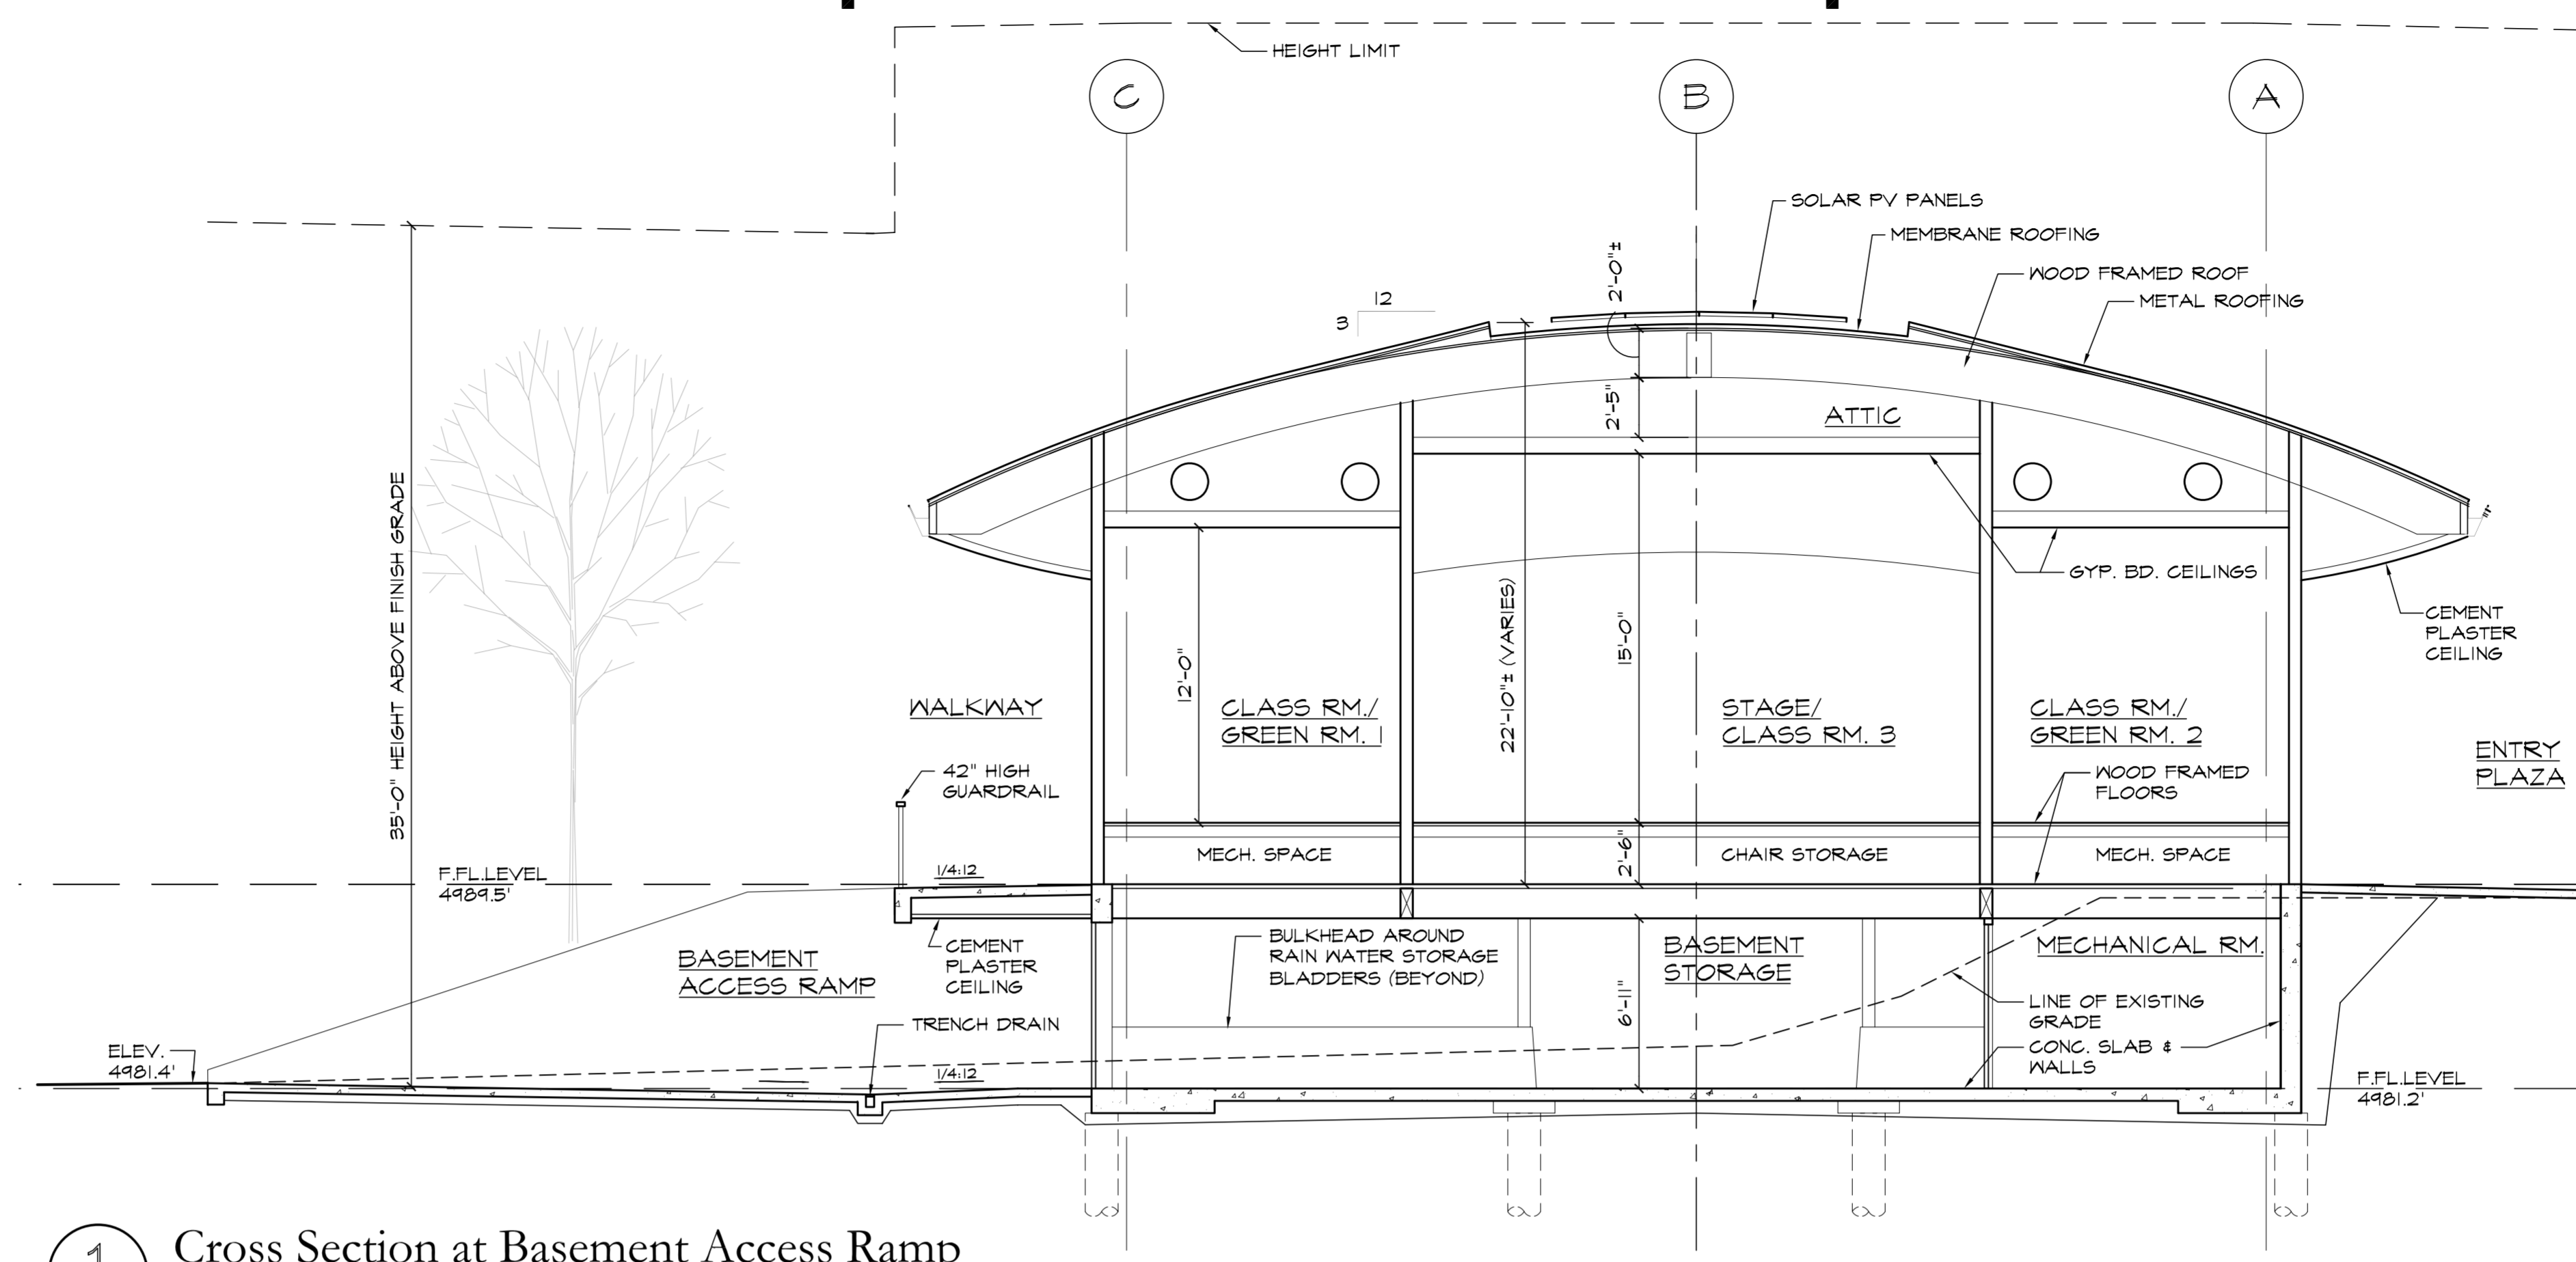 HEIGHT LIMIT
C
B
A
SOLAR PV PANELS
MEMBRANE ROOFING
WOOD FRAMED ROOF
METAL ROOFING
12
3
2'-0"±
2'-5"
ATTIC
35'-0" HEIGHT ABOVE FINISH GRADE
GYP. BD. CEILINGS
CEMENT
PLASTER
CEILING
12'-0"
22'-10"± (VARIES)
15'-0"
WALKWAY
CLASS RM./
GREEN RM. 1
STAGE/
CLASS RM. 3
CLASS RM./
GREEN RM. 2
ENTRY
PLAZA
42" HIGH
GUARDRAIL
WOOD FRAMED
FLOORS
MECH. SPACE
2'-6"
CHAIR STORAGE
MECH. SPACE
F.FL.LEVEL
4989.5'
1/4:12
BASEMENT
ACCESS RAMP
CEMENT
PLASTER
CEILING
BULKHEAD AROUND
RAIN WATER STORAGE
BLADDERS (BEYOND)
BASEMENT
STORAGE
MECHANICAL RM.
6'-11"
LINE OF EXISTING
GRADE
TRENCH DRAIN
CONC. SLAB &
WALLS
ELEV.
4981.4'
1/4:12
F.FL.LEVEL
4981.2'
1
Cross Section at Basement Access Ramp